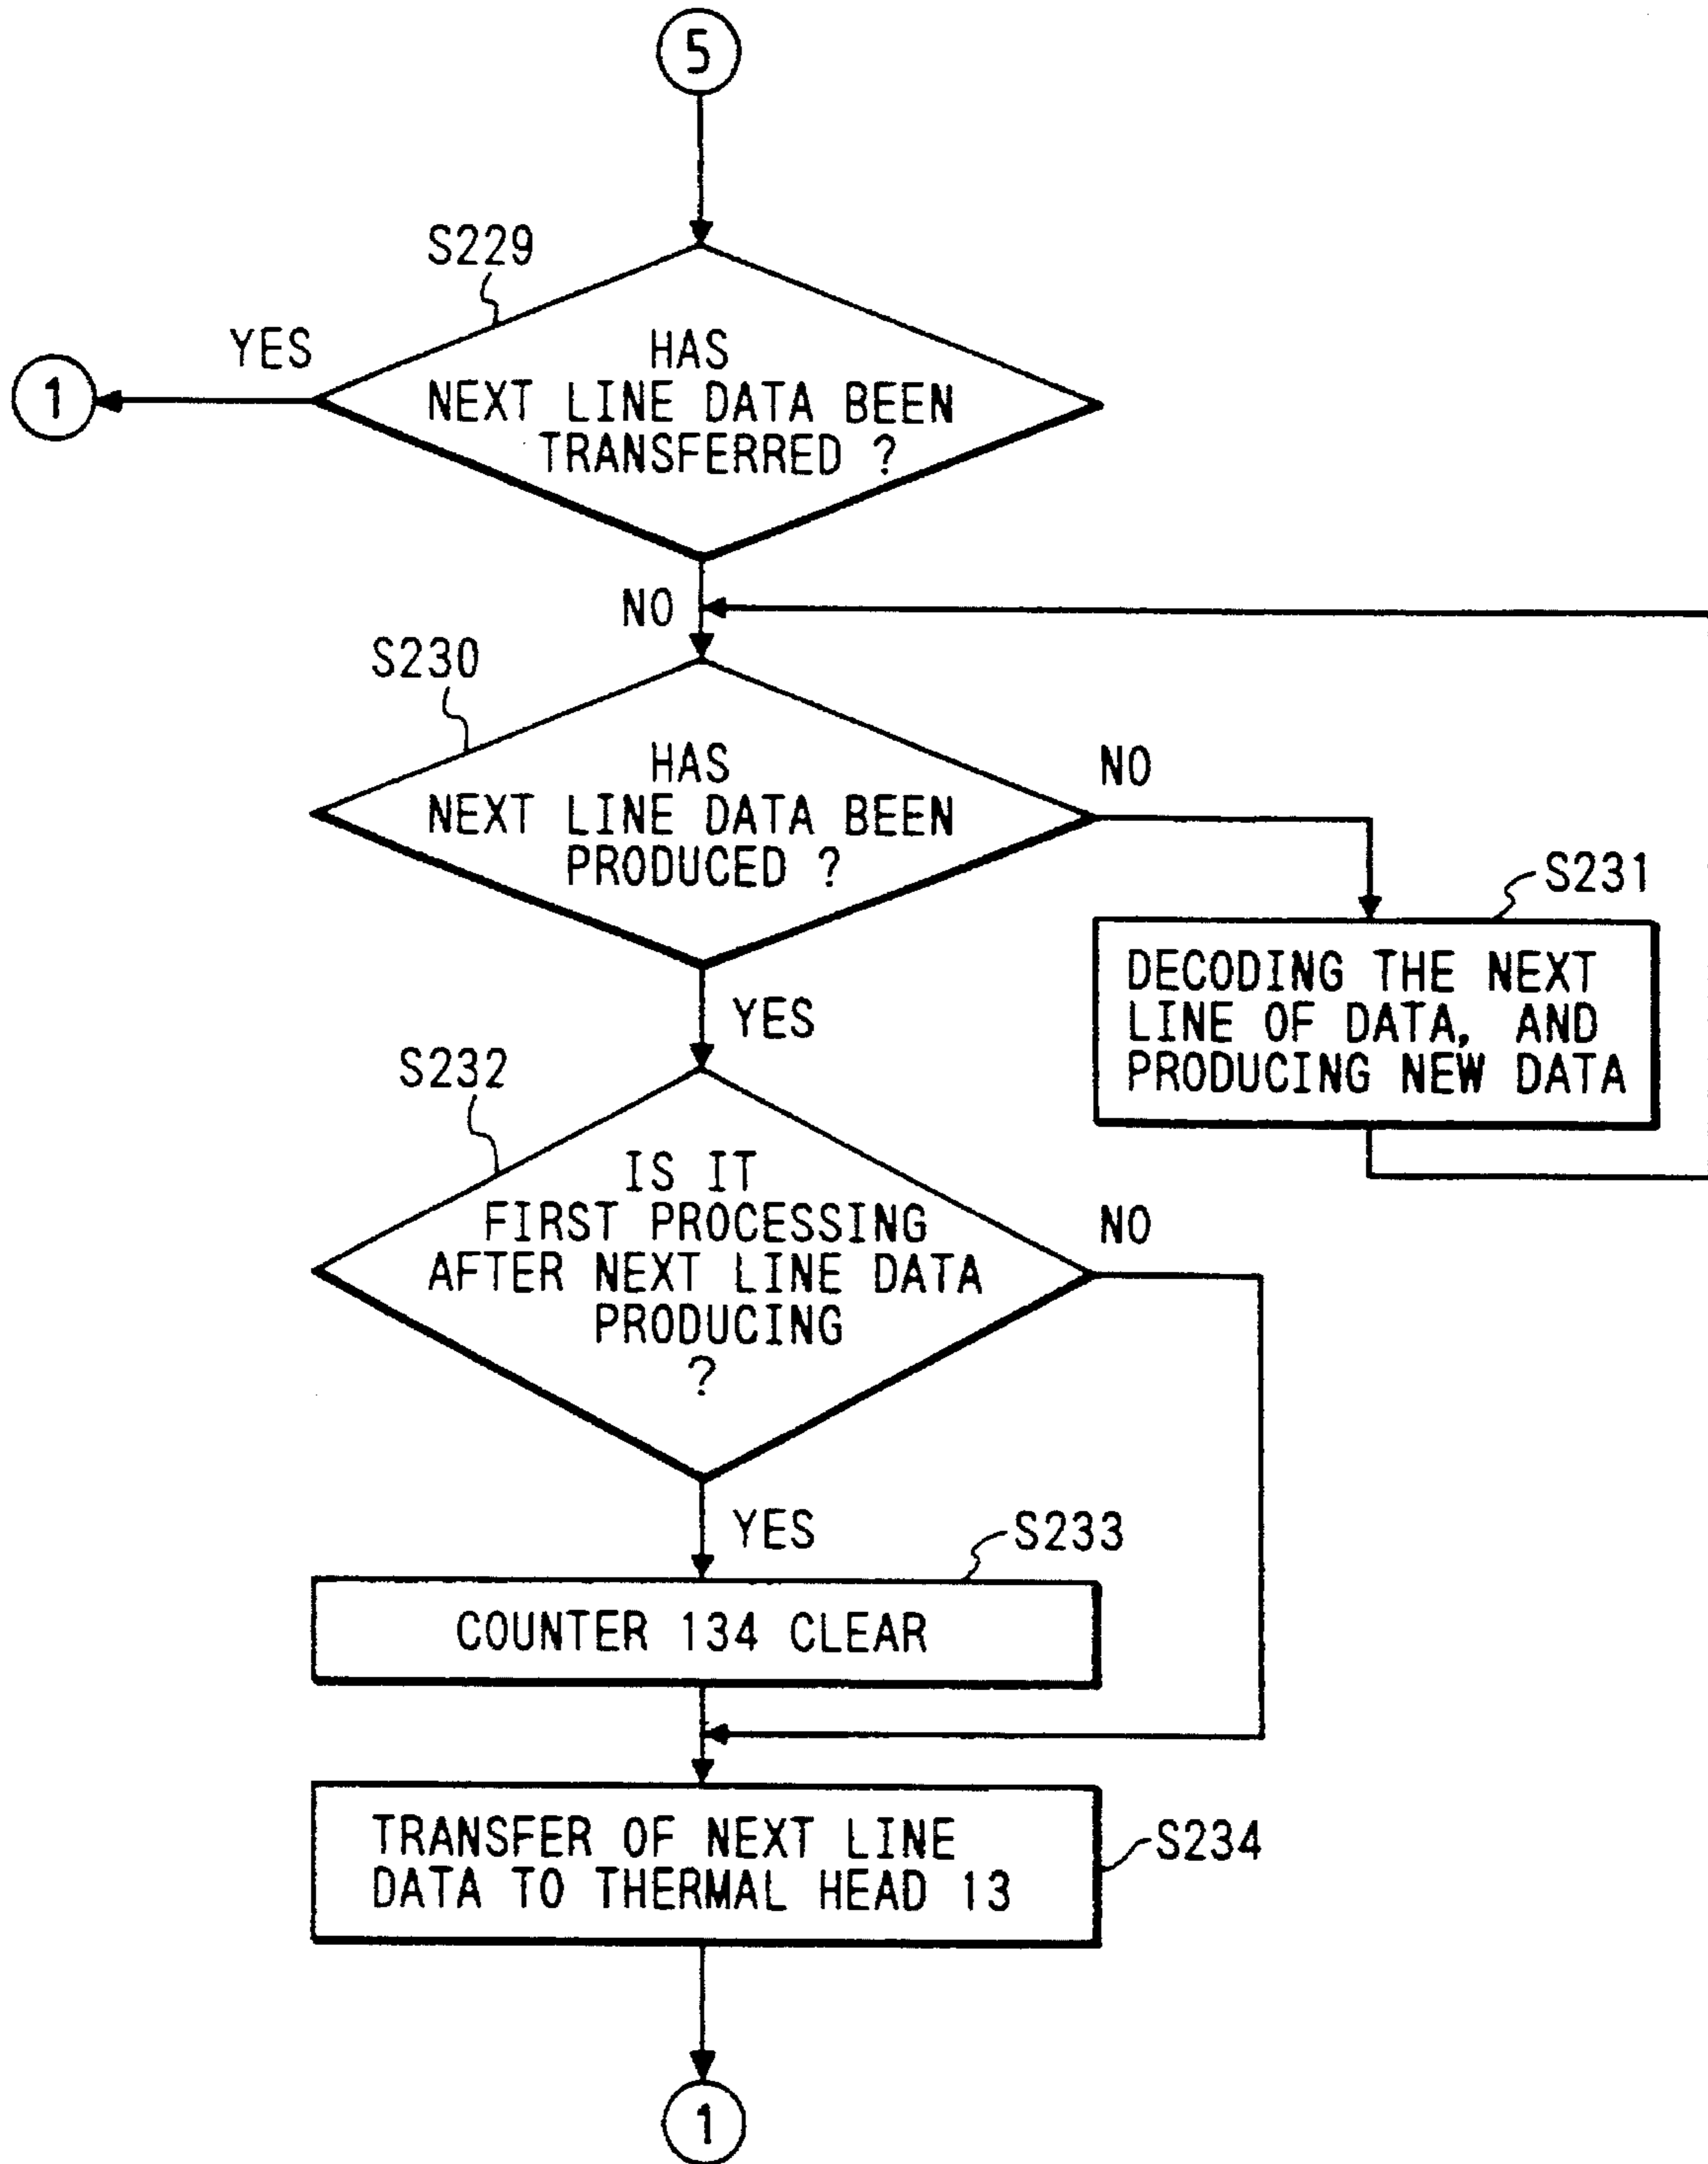 5
S229
YES
1
HAS
NEXT LINE DATA BEEN
TRANSFERRED ?
NO
S230
HAS
NEXT LINE DATA BEEN
PRODUCED ?
NO
S231
DECODING THE NEXT
LINE OF DATA, AND
PRODUCING NEW DATA
YES
S232
IS IT
FIRST PROCESSING
AFTER NEXT LINE DATA
PRODUCING
?
NO
YES
S233
COUNTER 134 CLEAR
TRANSFER OF NEXT LINE
DATA TO THERMAL HEAD 13
S234
1